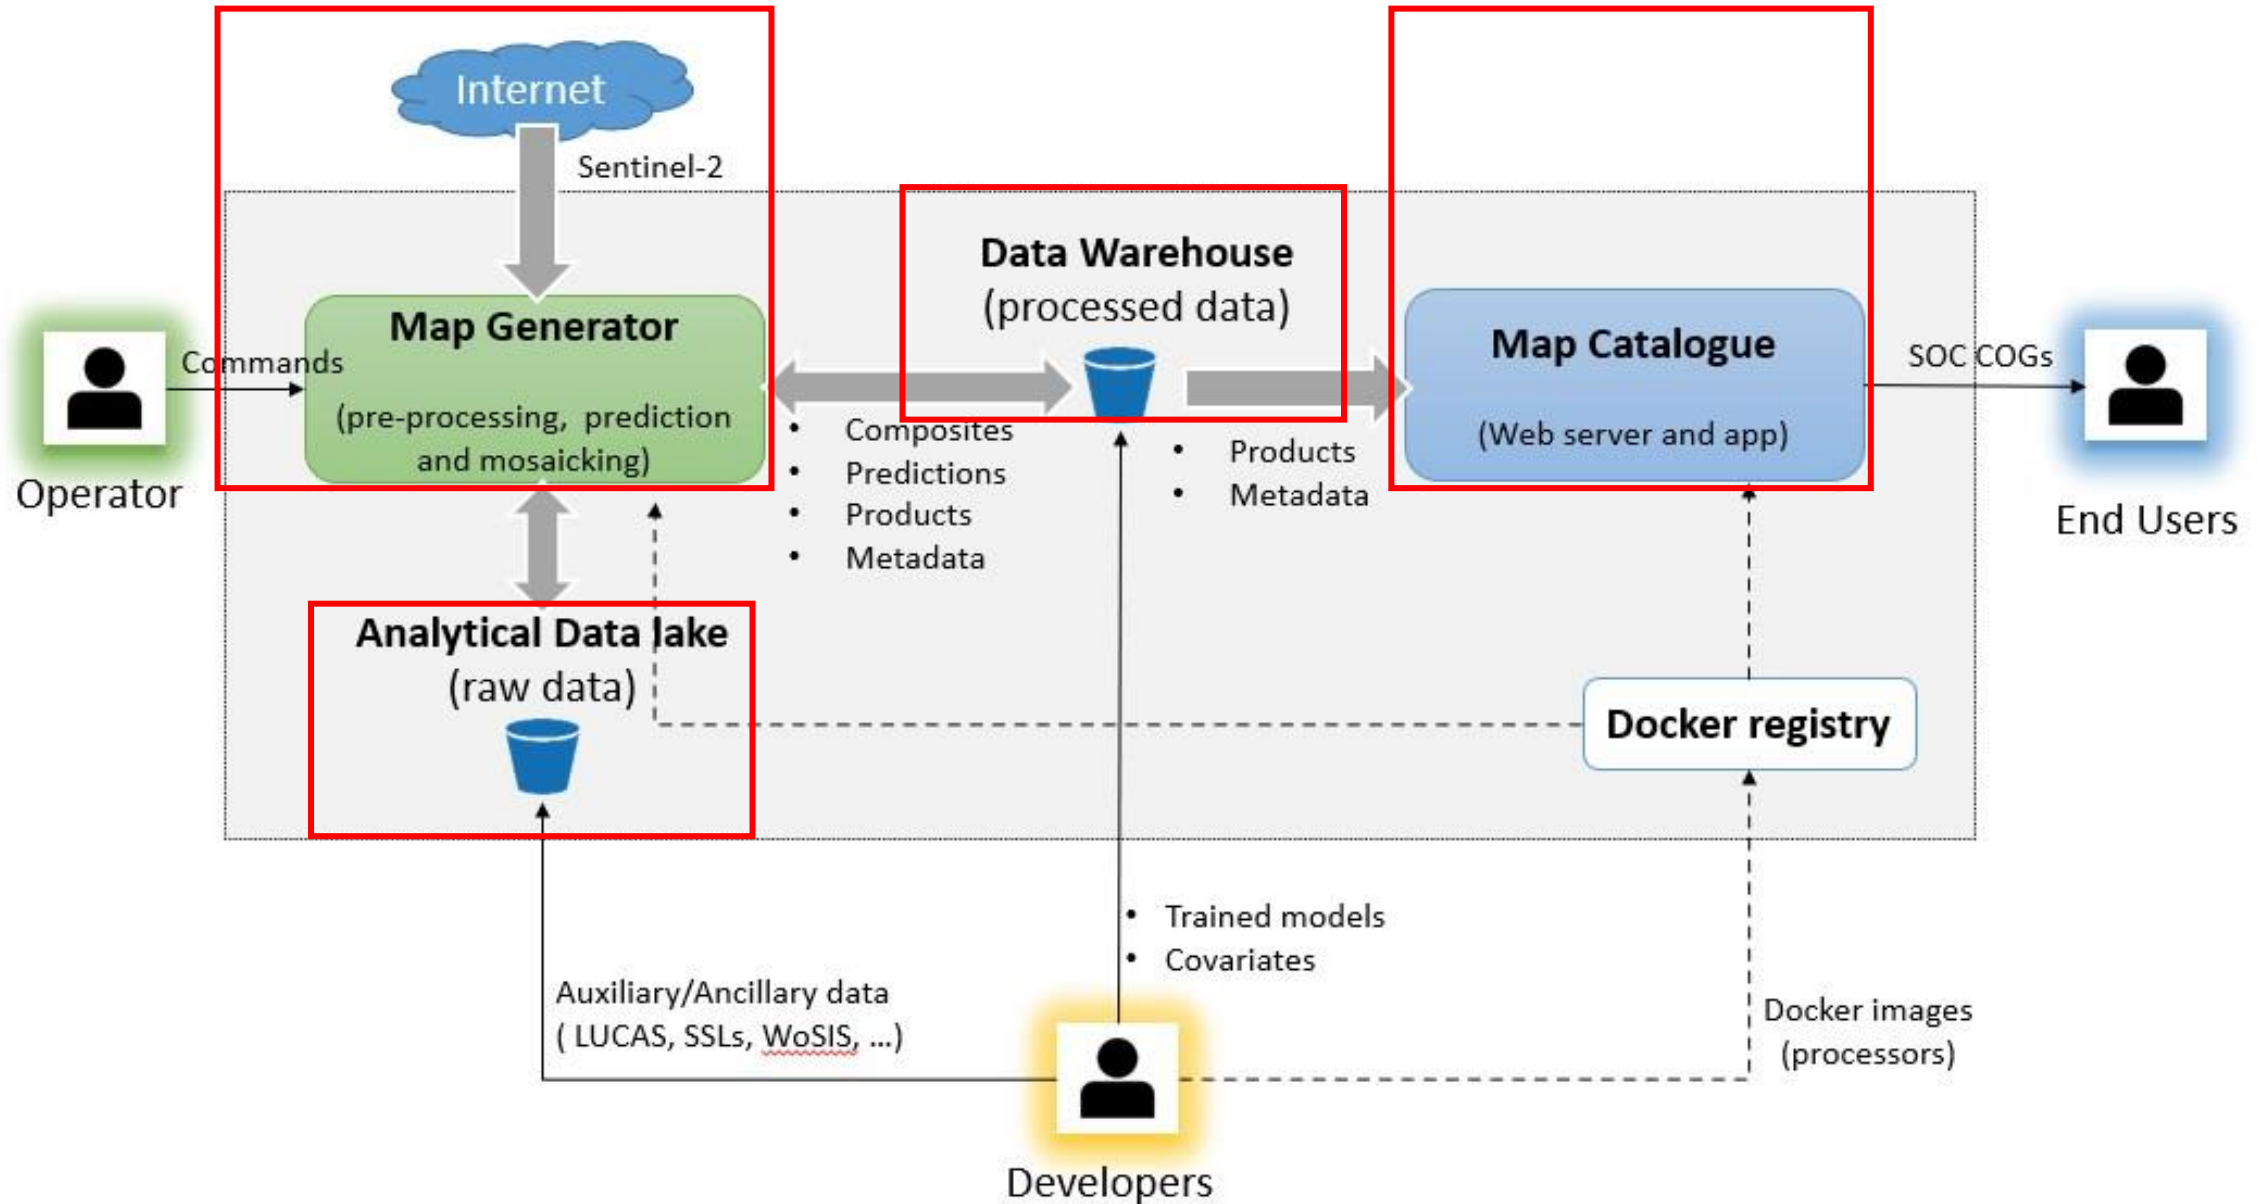 Internet
Sentinel-2
Data Warehouse
(processed data)
Map Generator
(pre-processing, prediction
and mosaicking)
Commands
Operator
Map Catalogue
(Web server and app)
SOC COGs
End Users
• Composites
• Predictions
• Products
• Metadata
• Products
• Metadata
Analytical Data lake
(raw data)
Docker registry
• Trained models
• Covariates
Auxiliary/Ancillary data
( LUCAS, SSLs, WoSIS, ...)
Docker images
(processors)
Developers